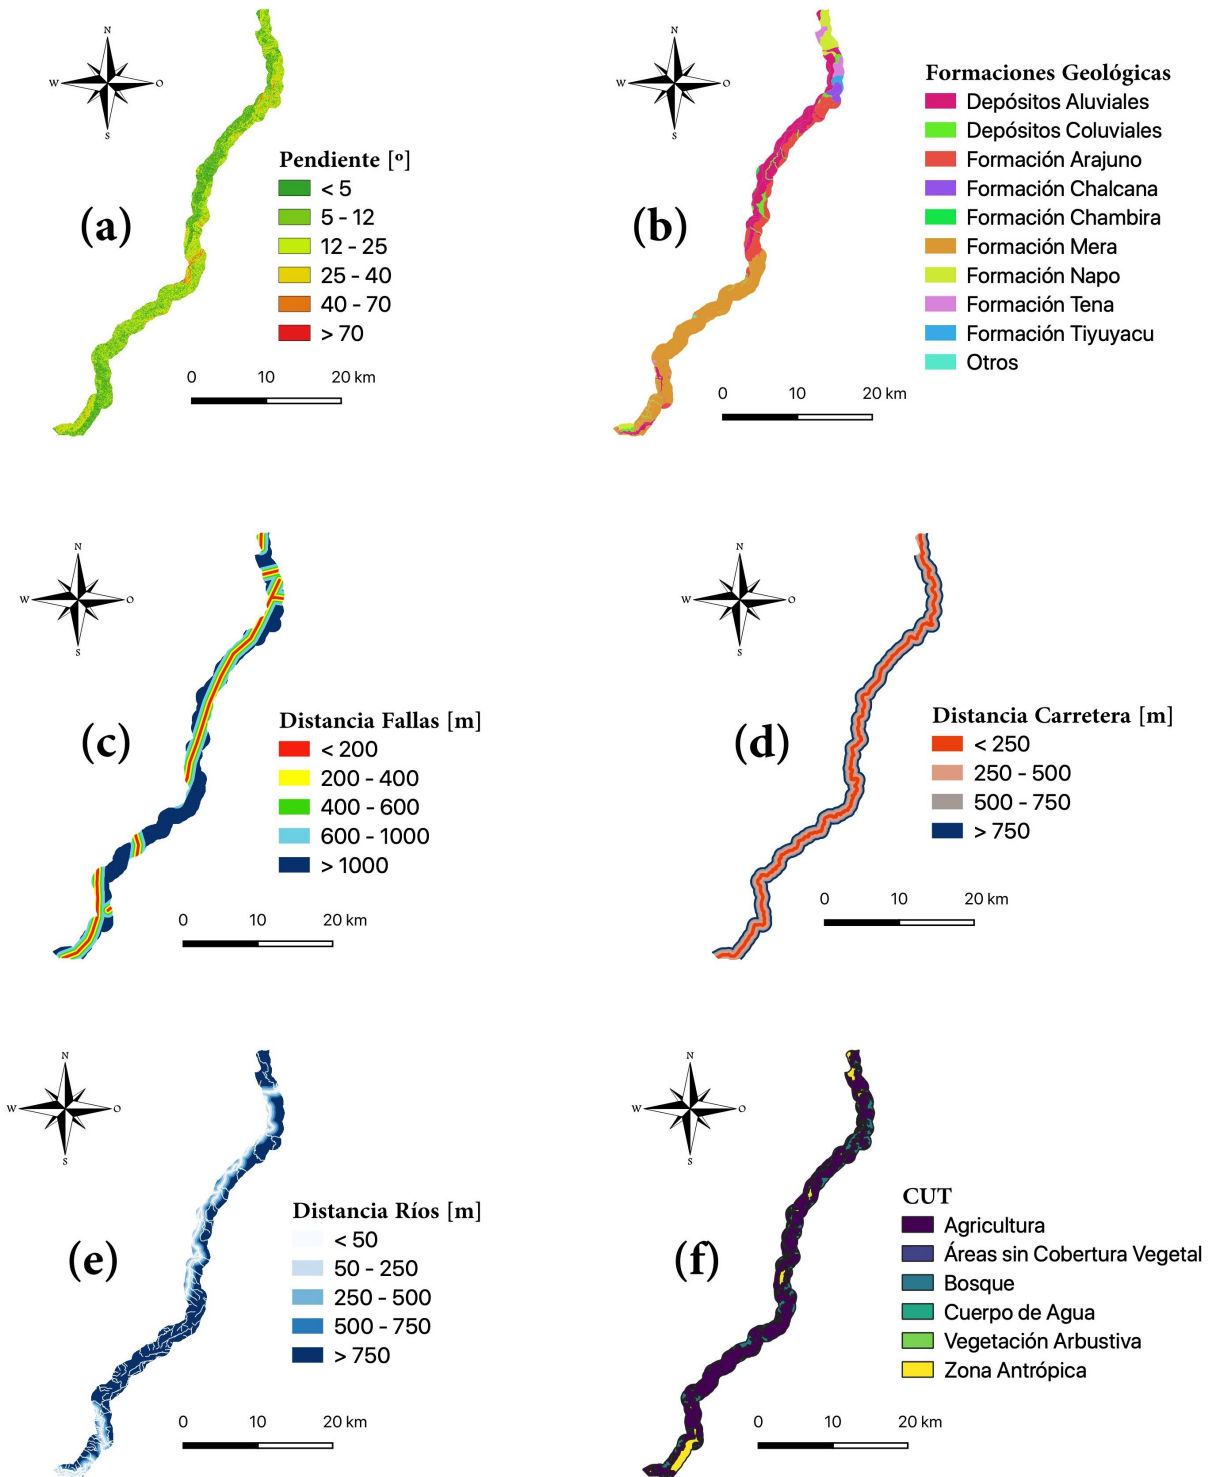 N
W
O
S
(a)
Pendiente [º]
< 5
5 - 12
12 - 25
25 - 40
40 - 70
> 70
0 10 20 km
N
W
O
S
(b)
Formaciones Geológicas
Depósitos Aluviales
Depósitos Coluviales
Formación Arajuno
Formación Chalcana
Formación Chambira
Formación Mera
Formación Napo
Formación Tena
Formación Tiyuyacu
Otros
0 10 20 km
N
W
O
S
(c)
Distancia Fallas [m]
< 200
200 - 400
400 - 600
600 - 1000
> 1000
0 10 20 km
N
W
O
S
(d)
Distancia Carretera [m]
< 250
250 - 500
500 - 750
> 750
0 10 20 km
N
W
O
S
(e)
Distancia Ríos [m]
< 50
50 - 250
250 - 500
500 - 750
> 750
0 10 20 km
N
W
O
S
(f)
CUT
Agricultura
Áreas sin Cobertura Vegetal
Bosque
Cuerpo de Agua
Vegetación Arbustiva
Zona Antrópica
0 10 20 km